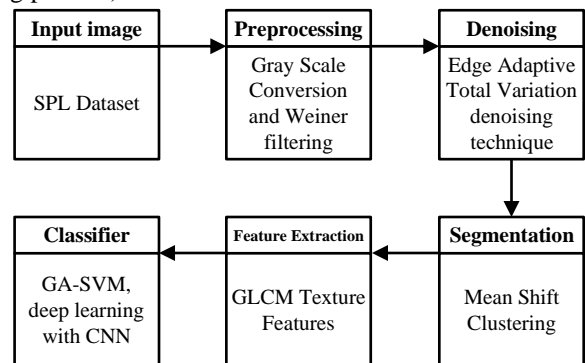 Input image
SPL Dataset
Preprocessing
Gray Scale
Conversion
and Weiner
filtering
Denoising
Edge Adaptive
Total Variation
denoising
technique
Classifier
GA-SVM,
deep learning
with CNN
Feature Extraction
GLCM Texture
Features
Segmentation
Mean Shift
Clustering